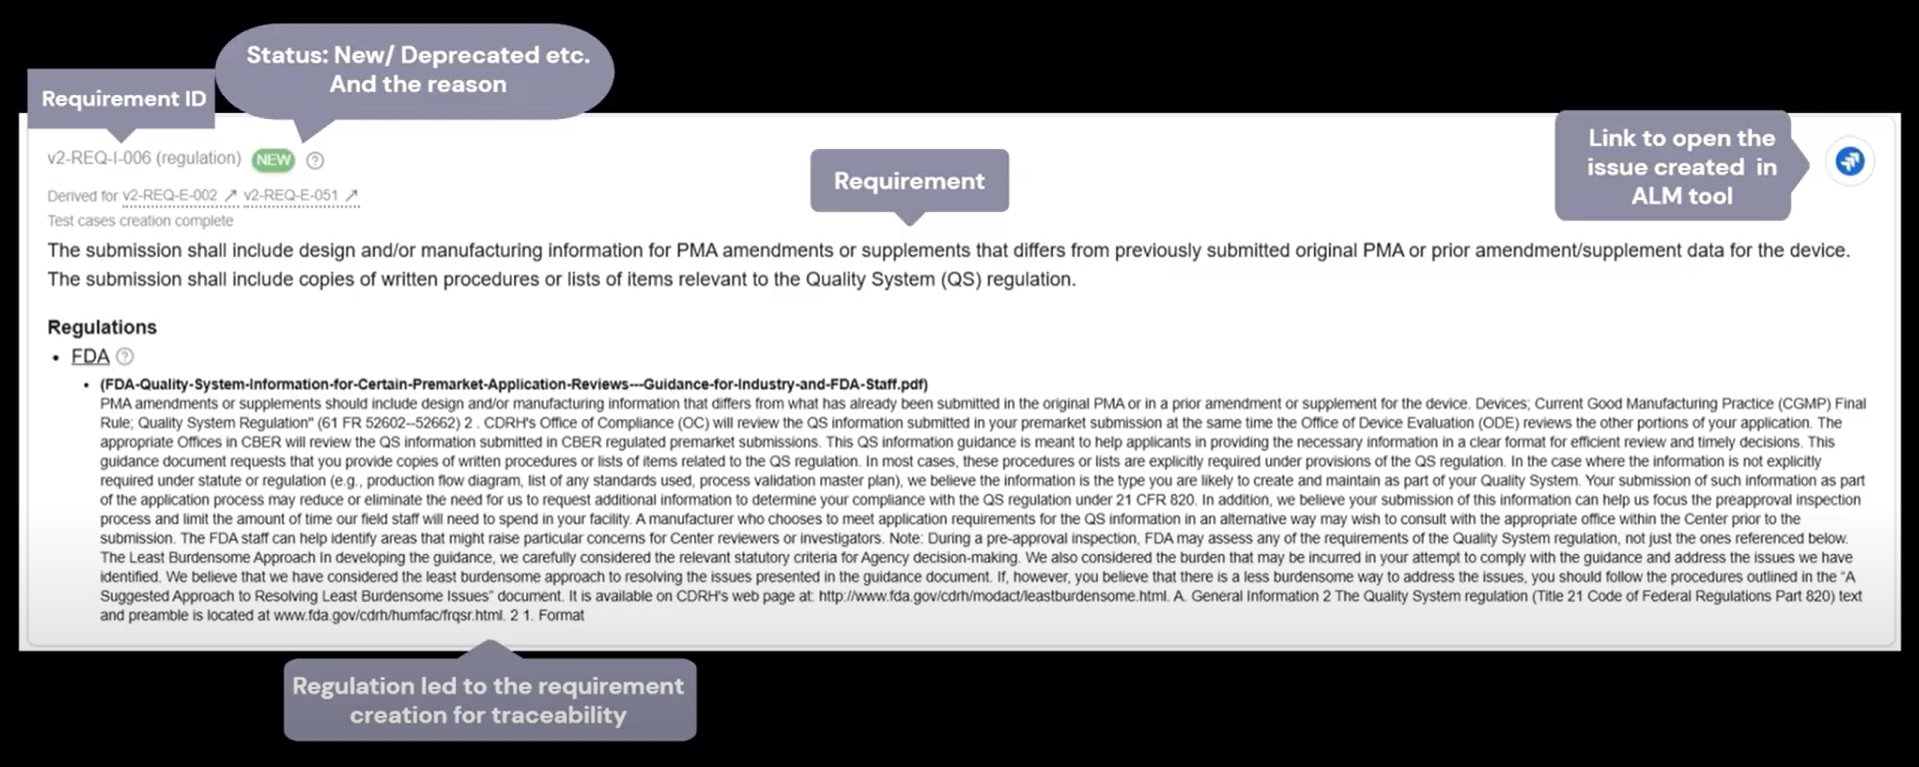 Status: New/ Deprecated etc.
And the reason
Requirement ID
Link to open the
issue created in
ALM tool
v2-REQ-I-006 (regulation) NEW ?
Requirement
Derived for v2-REQ-E-002 ↗ v2-REQ-E-051 ↗
Test cases creation complete
The submission shall include design and/or manufacturing information for PMA amendments or supplements that differs from previously submitted original PMA or prior amendment/supplement data for the device.
The submission shall include copies of written procedures or lists of items relevant to the Quality System (QS) regulation.
Regulations
• FDA ?
• (FDA-Quality-System-Information-for-Certain-Premarket-Application-Reviews---Guidance-for-Industry-and-FDA-Staff.pdf)
PMA amendments or supplements should include design and/or manufacturing information that differs from what has already been submitted in the original PMA or in a prior amendment or supplement for the device. Devices; Current Good Manufacturing Practice (CGMP) Final
Rule; Quality System Regulation" (61 FR 52602--52662) 2 . CDRH's Office of Compliance (OC) will review the QS information submitted in your premarket submission at the same time the Office of Device Evaluation (ODE) reviews the other portions of your application. The
appropriate Offices in CBER will review the QS information submitted in CBER regulated premarket submissions. This QS information guidance is meant to help applicants in providing the necessary information in a clear format for efficient review and timely decisions. This
guidance document requests that you provide copies of written procedures or lists of items related to the QS regulation. In most cases, these procedures or lists are explicitly required under provisions of the QS regulation. In the case where the information is not explicitly
required under statute or regulation (e.g., production flow diagram, list of any standards used, process validation master plan), we believe the information is the type you are likely to create and maintain as part of your Quality System. Your submission of such information as part
of the application process may reduce or eliminate the need for us to request additional information to determine your compliance with the QS regulation under 21 CFR 820. In addition, we believe your submission of this information can help us focus the preapproval inspection
process and limit the amount of time our field staff will need to spend in your facility. A manufacturer who chooses to meet application requirements for the QS information in an alternative way may wish to consult with the appropriate office within the Center prior to the
submission. The FDA staff can help identify areas that might raise particular concerns for Center reviewers or investigators. Note: During a pre-approval inspection, FDA may assess any of the requirements of the Quality System regulation, not just the ones referenced below.
The Least Burdensome Approach In developing the guidance, we carefully considered the relevant statutory criteria for Agency decision-making. We also considered the burden that may be incurred in your attempt to comply with the guidance and address the issues we have
identified. We believe that we have considered the least burdensome approach to resolving the issues presented in the guidance document. If, however, you believe that there is a less burdensome way to address the issues, you should follow the procedures outlined in the "A
Suggested Approach to Resolving Least Burdensome Issues" document. It is available on CDRH's web page at: http://www.fda.gov/cdrh/modact/leastburdensome.html. A. General Information 2 The Quality System regulation (Title 21 Code of Federal Regulations Part 820) text
and preamble is located at www.fda.gov/cdrh/humfac/frqsr.html. 2 1. Format
Regulation led to the requirement
creation for traceability